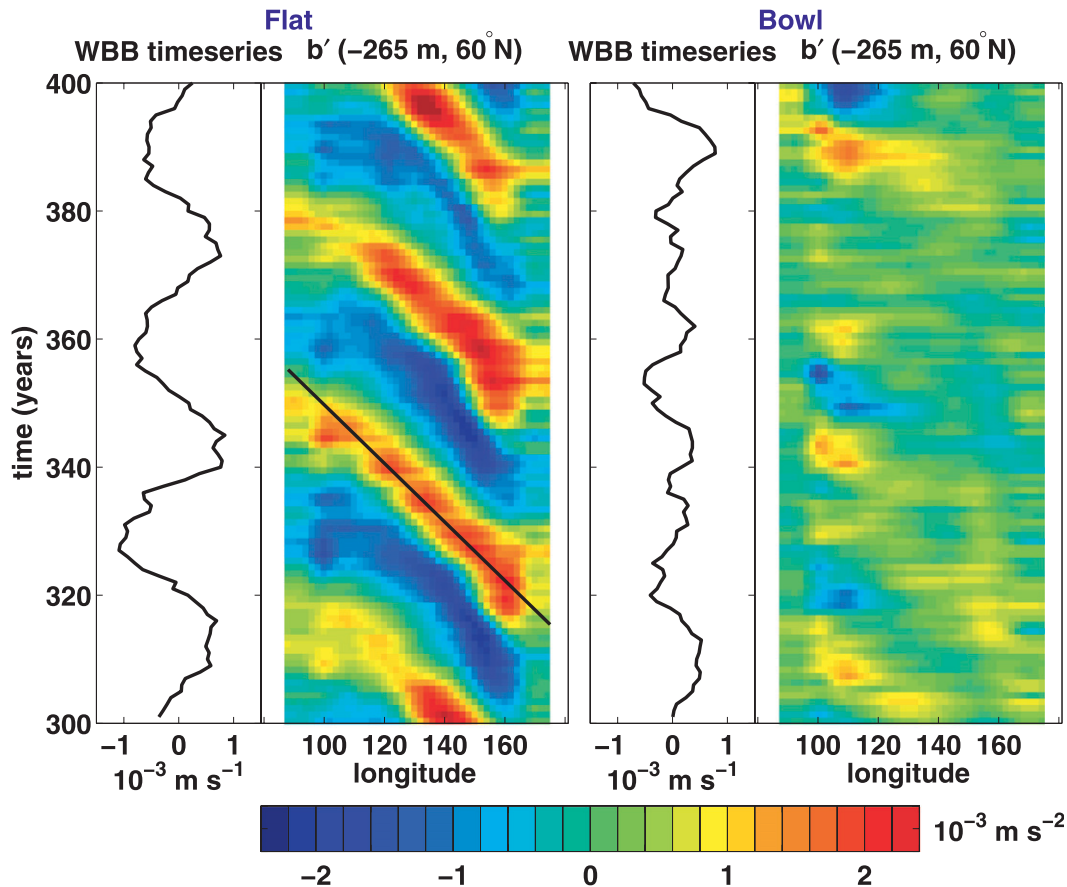 Flat
Bowl
WBB timeseries b′ (−265 m, 60°N)
WBB timeseries b′ (−265 m, 60°N)
time (years)
400
380
360
340
320
300
−1 0 1
100 120 140 160
−1 0 1
100 120 140 160
10⁻³ m s⁻¹
longitude
10⁻³ m s⁻¹
longitude
−2 −1 0 1 2
10⁻³ m s⁻²